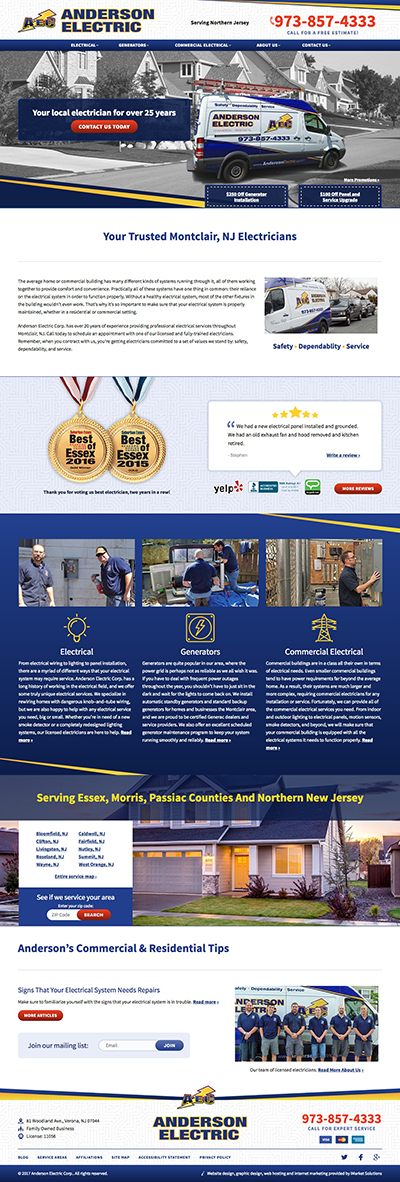 AEC ANDERSON ELECTRIC
Serving Northern Jersey
973-857-4333
CALL FOR A FREE ESTIMATE!
ELECTRICAL GENERATORS COMMERCIAL ELECTRICAL ABOUT US CONTACT US
Your local electrician for over 25 years
CONTACT US TODAY
Safety Dependability Service
ANDERSON
ELECTRIC AEC
973-857-4333
More Promotions ›
$250 Off Generator
Installation
$100 Off Panel and
Service Upgrade
Your Trusted Montclair, NJ Electricians
The average home or commercial building has many different kinds of systems running through it, all of them working
together to provide comfort and convenience. Practically all of these systems have one thing in common: their reliance
on the electrical system in order to function properly. Without a healthy electrical system, most of the other fixtures in
the building wouldn't even work. That's why it's so important to make sure that your electrical system is properly
maintained, whether in a residential or commercial setting.
Anderson Electric Corp. has over 20 years of experience providing professional electrical services throughout
Montclair, NJ. Call today to schedule an appointment with one of our licensed and fully-trained electricians.
Remember, when you contract with us, you're getting electricians committed to a set of values we stand by: safety,
dependability, and service.
Safety · Dependablity · Service
Best of Essex 2016
Best of Essex 2015
Thank you for voting us best electrician, two years in a row!
“ We had a new electrical panel installed and grounded.
We had an old exhaust fan and hood removed and kitchen
retired.
- Stephen
Write a review »
yelp
MORE REVIEWS
Electrical
From electrical wiring to lighting to panel installation,
there are a myriad of different ways that your electrical
system may require service. Anderson Electric Corp. has a
long history of working in the electrical field, and we offer
some truly unique electrical services. We specialize in
rewiring homes with dangerous knob-and-tube wiring,
but we are also happy to help with any electrical service
you need, big or small. Whether you're in need of a new
smoke detector or a completely redesigned lighting
systems, our licensed electricians are here to help. Read
more »
Generators
Generators are quite popular in our area, where the
power grid is perhaps not as reliable as we all wish it was.
If you have to deal with frequent power outages
throughout the year, you shouldn't have to just sit in the
dark and wait for the lights to come back on. We install
automatic standby generators and standard backup
generators for homes and businesses the Montclair area,
and we are proud to be certified Generac dealers and
service providers. We also offer an excellent scheduled
generator maintenance program to keep your system
running smoothly and reliably. Read more »
Commercial Electrical
Commercial buildings are in a class all their own in terms
of electrical needs. Even smaller commercial buildings
tend to have power requirements far beyond the average
home. As a result, their systems are much larger and
more complex, requiring commercial electricians for any
installation or service. Fortunately, we can provide all of
the commercial electrical services you need. From indoor
and outdoor lighting to electrical panels, motion sensors,
smoke detectors, and beyond, we will make sure that
your commercial building is equipped with all the
electrical systems it needs to function properly. Read
more »
Serving Essex, Morris, Passiac Counties And Northern New Jersey
Bloomfield, NJ Caldwell, NJ
Clifton, NJ Fairfield, NJ
Livingston, NJ Nutley, NJ
Roseland, NJ Summit, NJ
Wayne, NJ West Orange, NJ
Entire service map ›
See if we service your area
Enter your zip code.
ZIP Code SEARCH
Anderson's Commercial & Residential Tips
Signs That Your Electrical System Needs Repairs
Make sure to familiarize yourself with the signs that your electrical system is in trouble. Read more »
MORE ARTICLES
Join our mailing list: Email JOIN
Our team of licensed electricians. Read More About Us »
AEC
ANDERSON
ELECTRIC
81 Woodland Ave., Verona, NJ 07044
Family Owned Business
License: 11056
973-857-4333
CALL FOR EXPERT SERVICE
BLOG SERVICE AREAS AFFILIATIONS SITE MAP ACCESSIBILITY STATEMENT PRIVACY POLICY
© 2017 Anderson Electric Corp.. All rights reserved.
Website design, graphic design, web hosting and internet marketing provided by iMarket Solutions